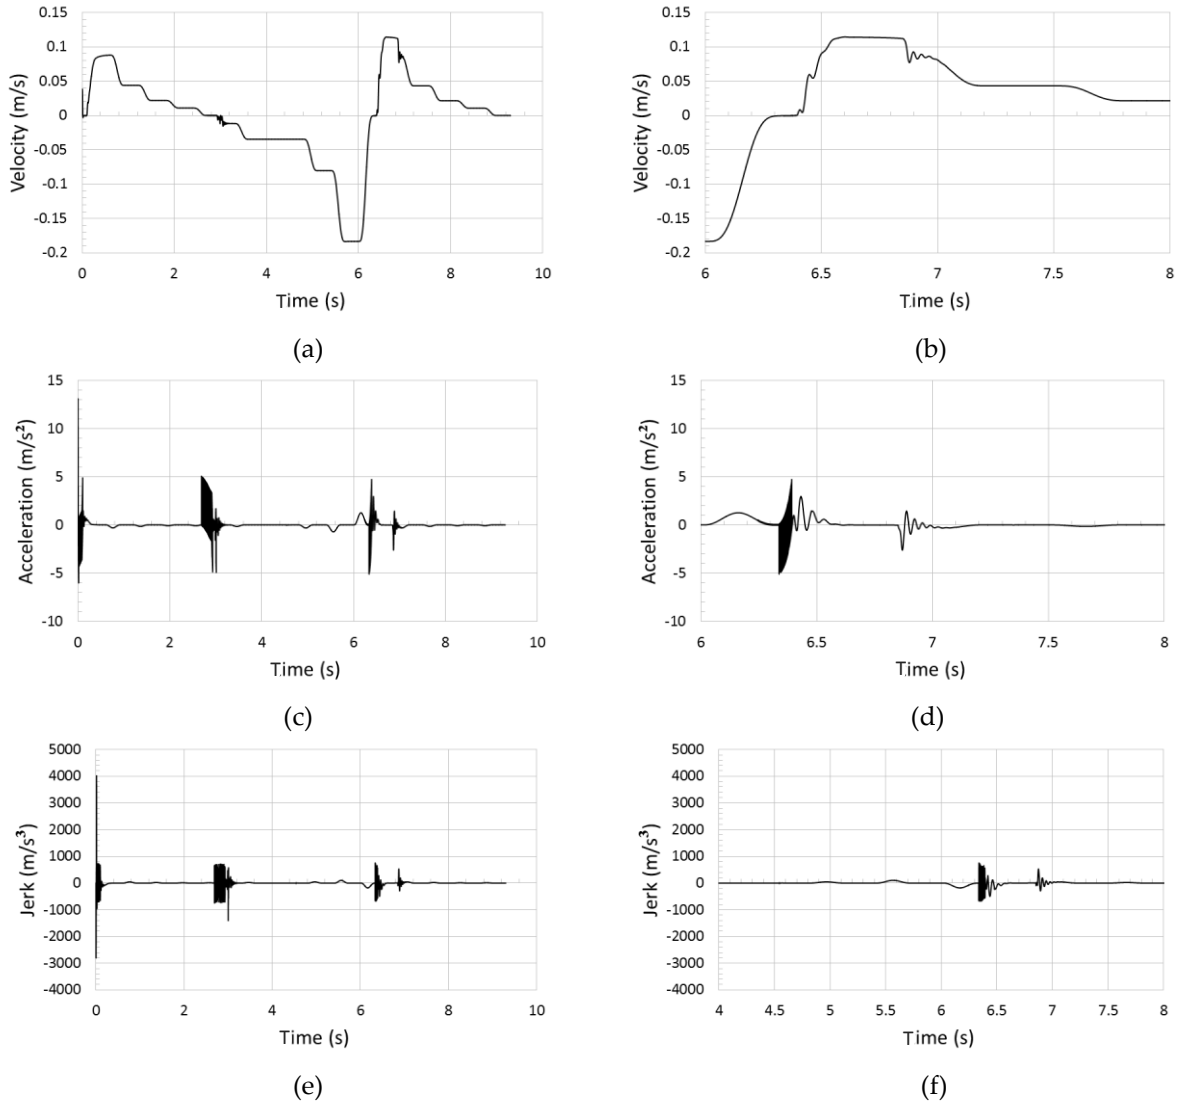 0.15
0.1
0.05
0
-0.05
-0.1
-0.15
-0.2
Velocity (m/s)
0 2 4 6 8 10
Time (s)
(a)
0.15
0.1
0.05
0
-0.05
-0.1
-0.15
-0.2
Velocity (m/s)
6 6.5 7 7.5 8
Time (s)
(b)
15
10
5
0
-5
-10
Acceleration (m/s²)
0 2 4 6 8 10
Time (s)
(c)
15
10
5
0
-5
-10
Acceleration (m/s²)
6 6.5 7 7.5 8
Time (s)
(d)
5000
4000
3000
2000
1000
0
-1000
-2000
-3000
-4000
Jerk (m/s³)
0 2 4 6 8 10
Time (s)
(e)
5000
4000
3000
2000
1000
0
-1000
-2000
-3000
-4000
Jerk (m/s³)
4 4.5 5 5.5 6 6.5 7 7.5 8
Time (s)
(f)